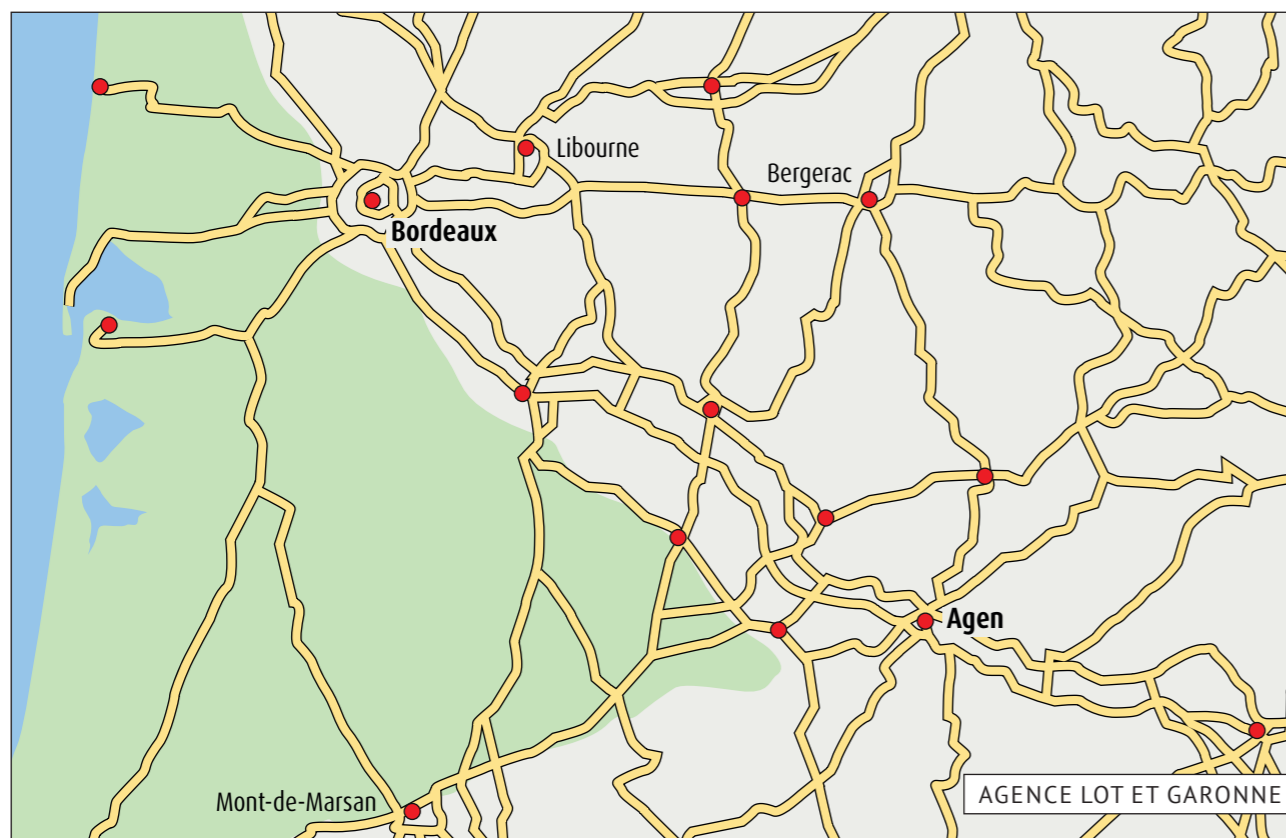 Libourne
Bergerac
Bordeaux
Agen
Mont-de-Marsan
AGENCE LOT ET GARONNE